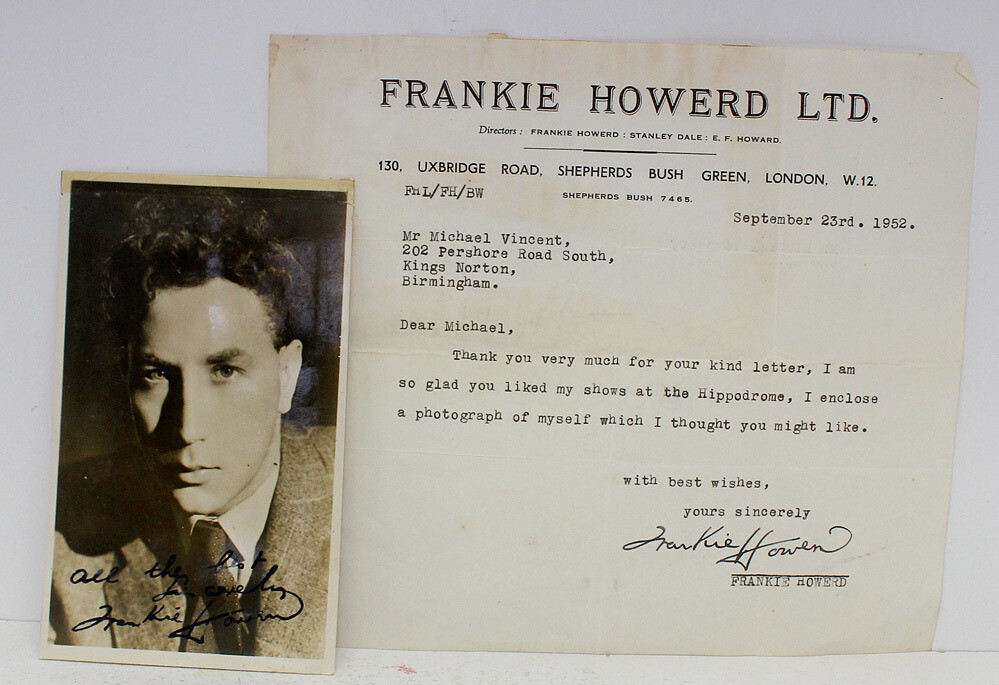 FRANKIE HOWERD LTD.
Directors: FRANKIE HOWERD : STANLEY DALE : E. F. HOWARD.
130, UXBRIDGE ROAD, SHEPHERDS BUSH GREEN, LONDON, W.12.
FHL/FH/BW
SHEPHERDS BUSH 7465.
September 23rd. 1952.
Mr Michael Vincent,
202 Pershore Road South,
Kings Norton,
Birmingham.
Dear Michael,
Thank you very much for your kind letter, I am
so glad you liked my shows at the Hippodrome, I enclose
a photograph of myself which I thought you might like.
with best wishes,
yours sincerely
Frankie Howerd
FRANKIE HOWERD
All the best
Sincerely
Frankie Howerd